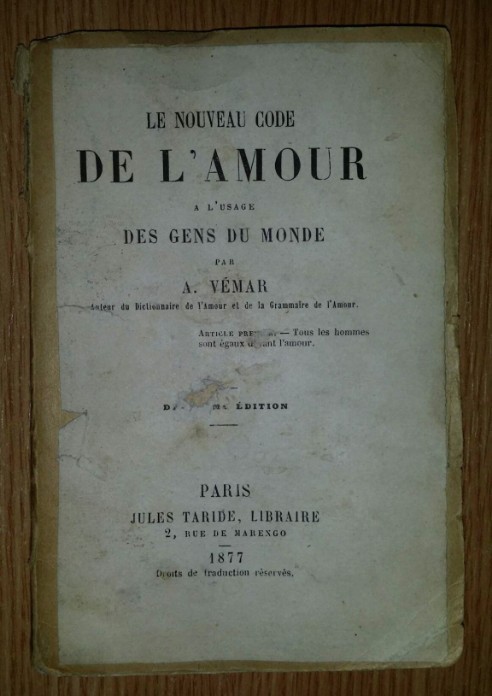 LE NOUVEAU CODE
DE L'AMOUR
A L'USAGE
DES GENS DU MONDE
PAR
A. VÉMAR
Auteur du Dictionnaire de l'Amour et de la Grammaire de l'Amour.
ARTICLE — Tous les hommes
sont égaux l'amour.
ÉDITION
PARIS
JULES TARIDE, LIBRAIRE
2, RUE DE MARENGO
1877
Droits de traduction réservés.